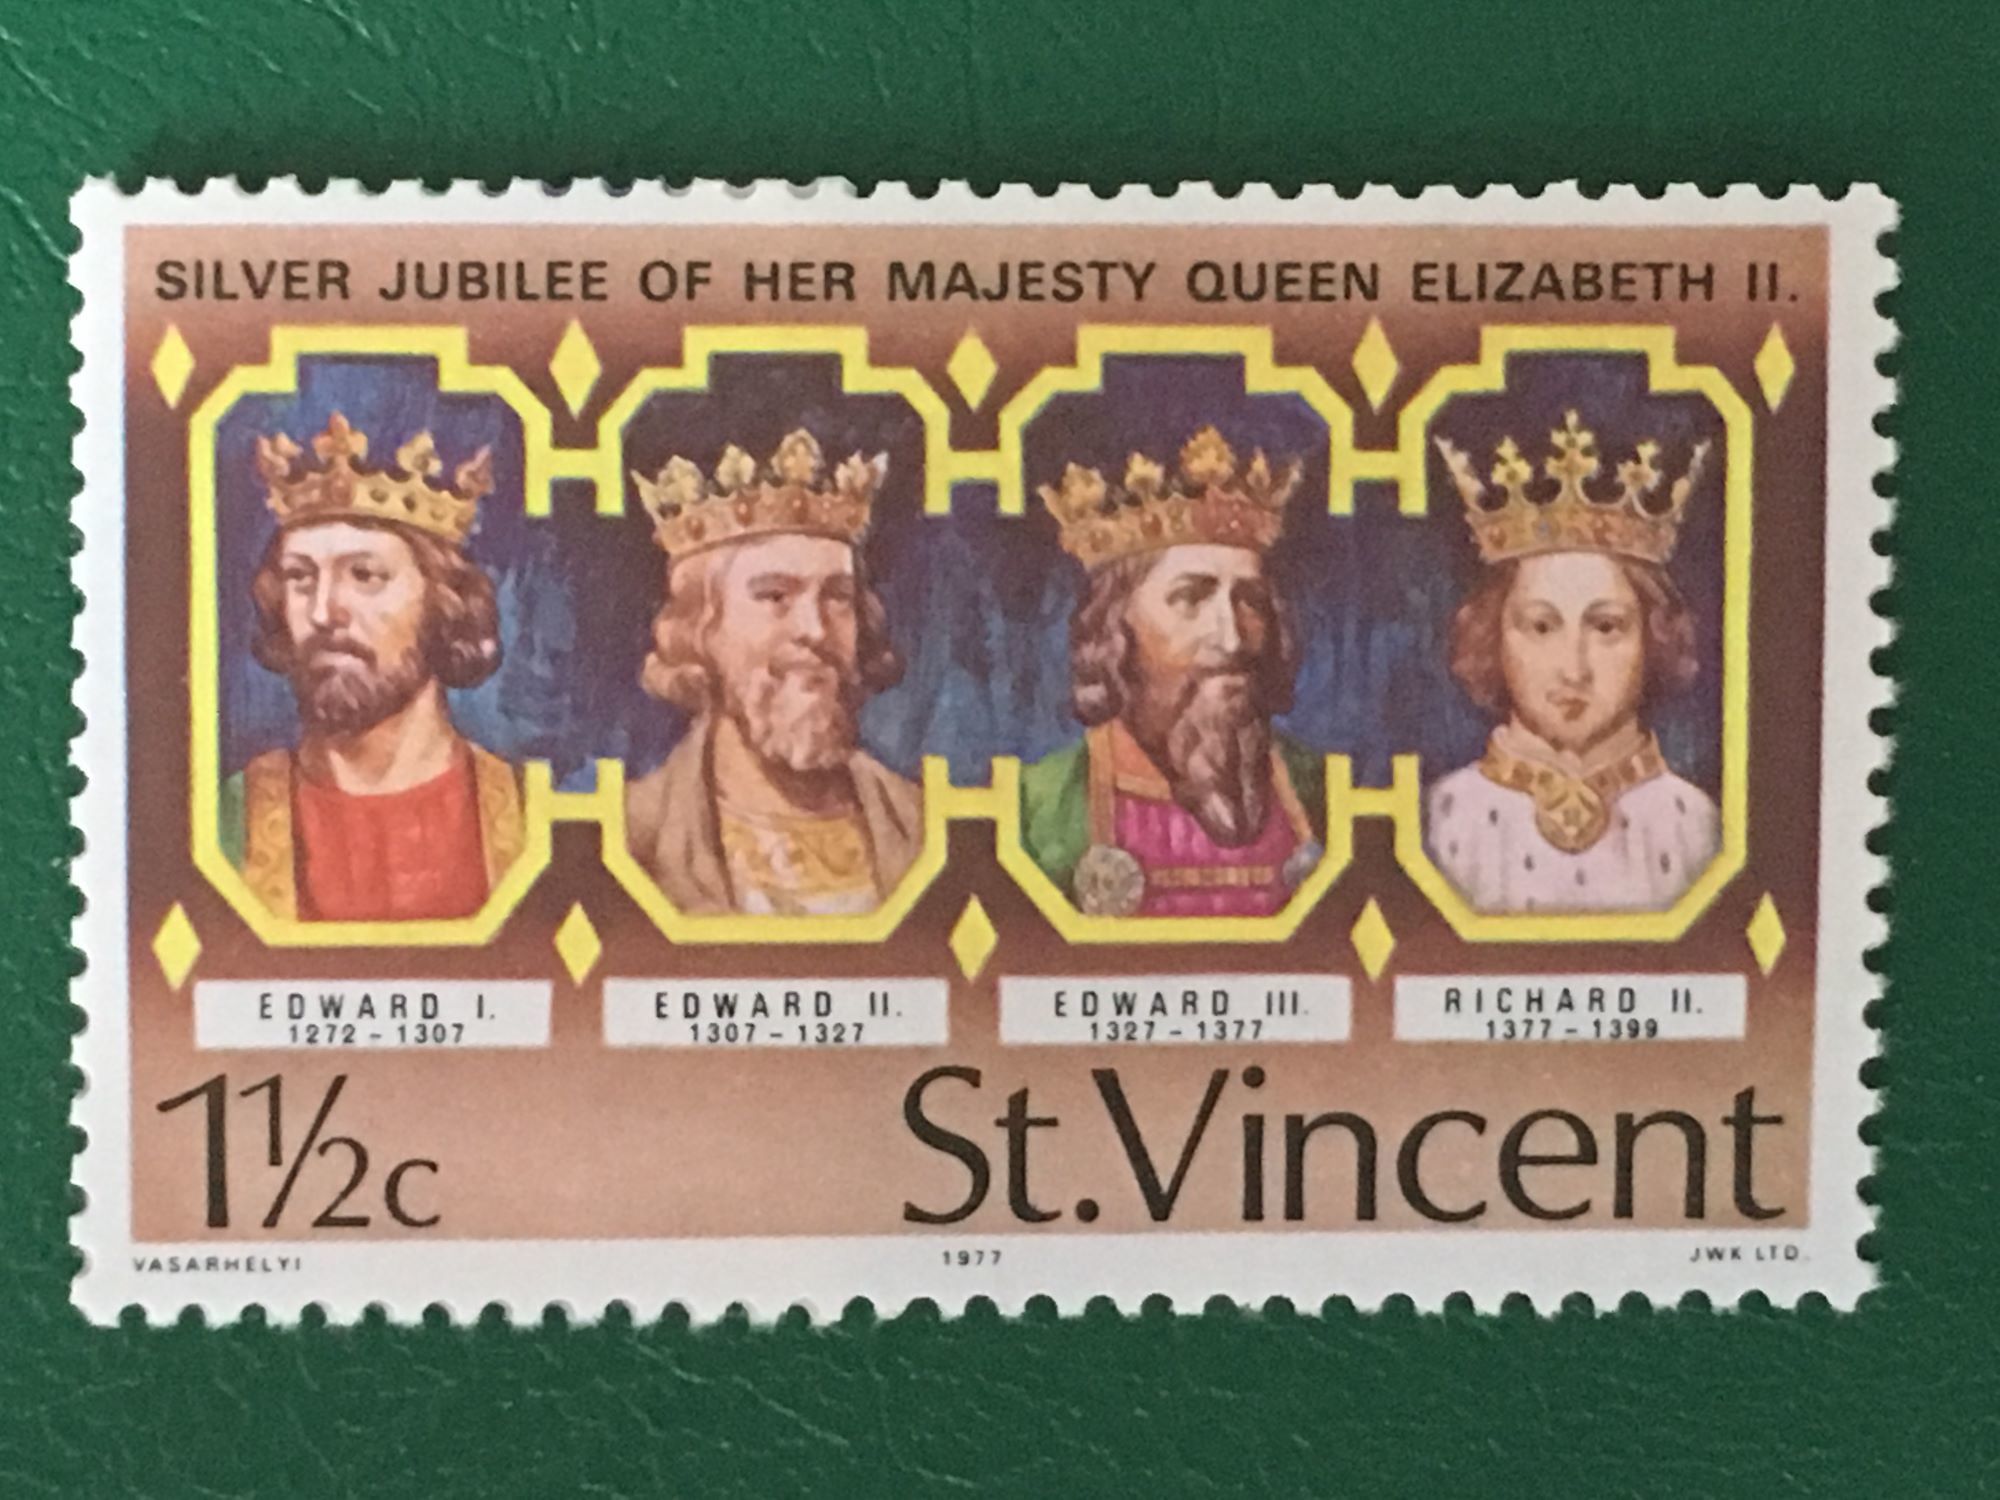 SILVER JUBILEE OF HER MAJESTY QUEEN ELIZABETH II.
EDWARD I.
1272 - 1307
EDWARD II.
1307 - 1327
EDWARD III.
1327 - 1377
RICHARD II.
1377 - 1399
1½c
St.Vincent
VASARHELYI
1977
JWK LTD.